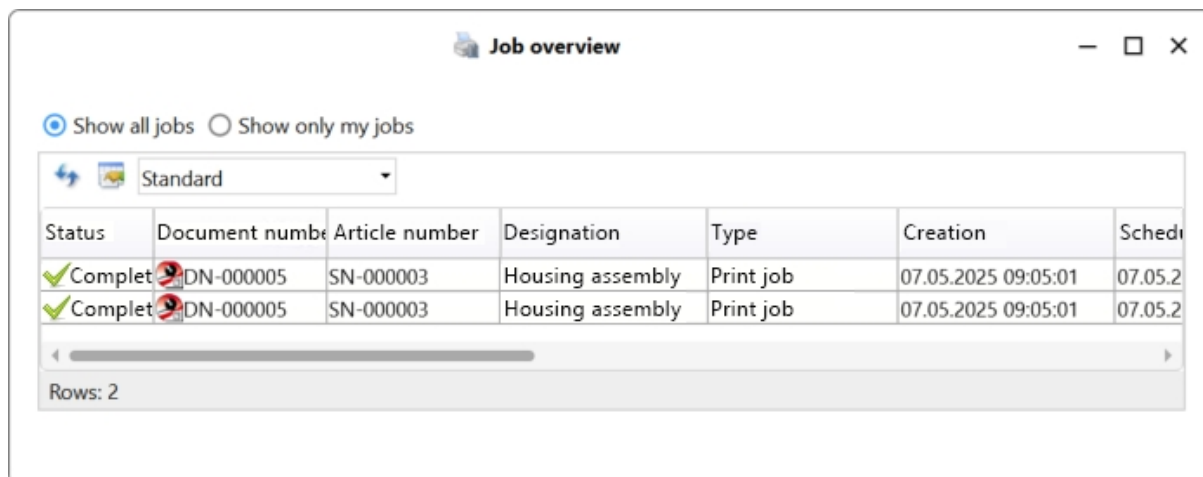 Job overview
Show all jobs Show only my jobs
Standard
Status Document numbe Article number Designation Type Creation Schedu
Complet DN-000005 SN-000003 Housing assembly Print job 07.05.2025 09:05:01 07.05.2
Complet DN-000005 SN-000003 Housing assembly Print job 07.05.2025 09:05:01 07.05.2
Rows: 2